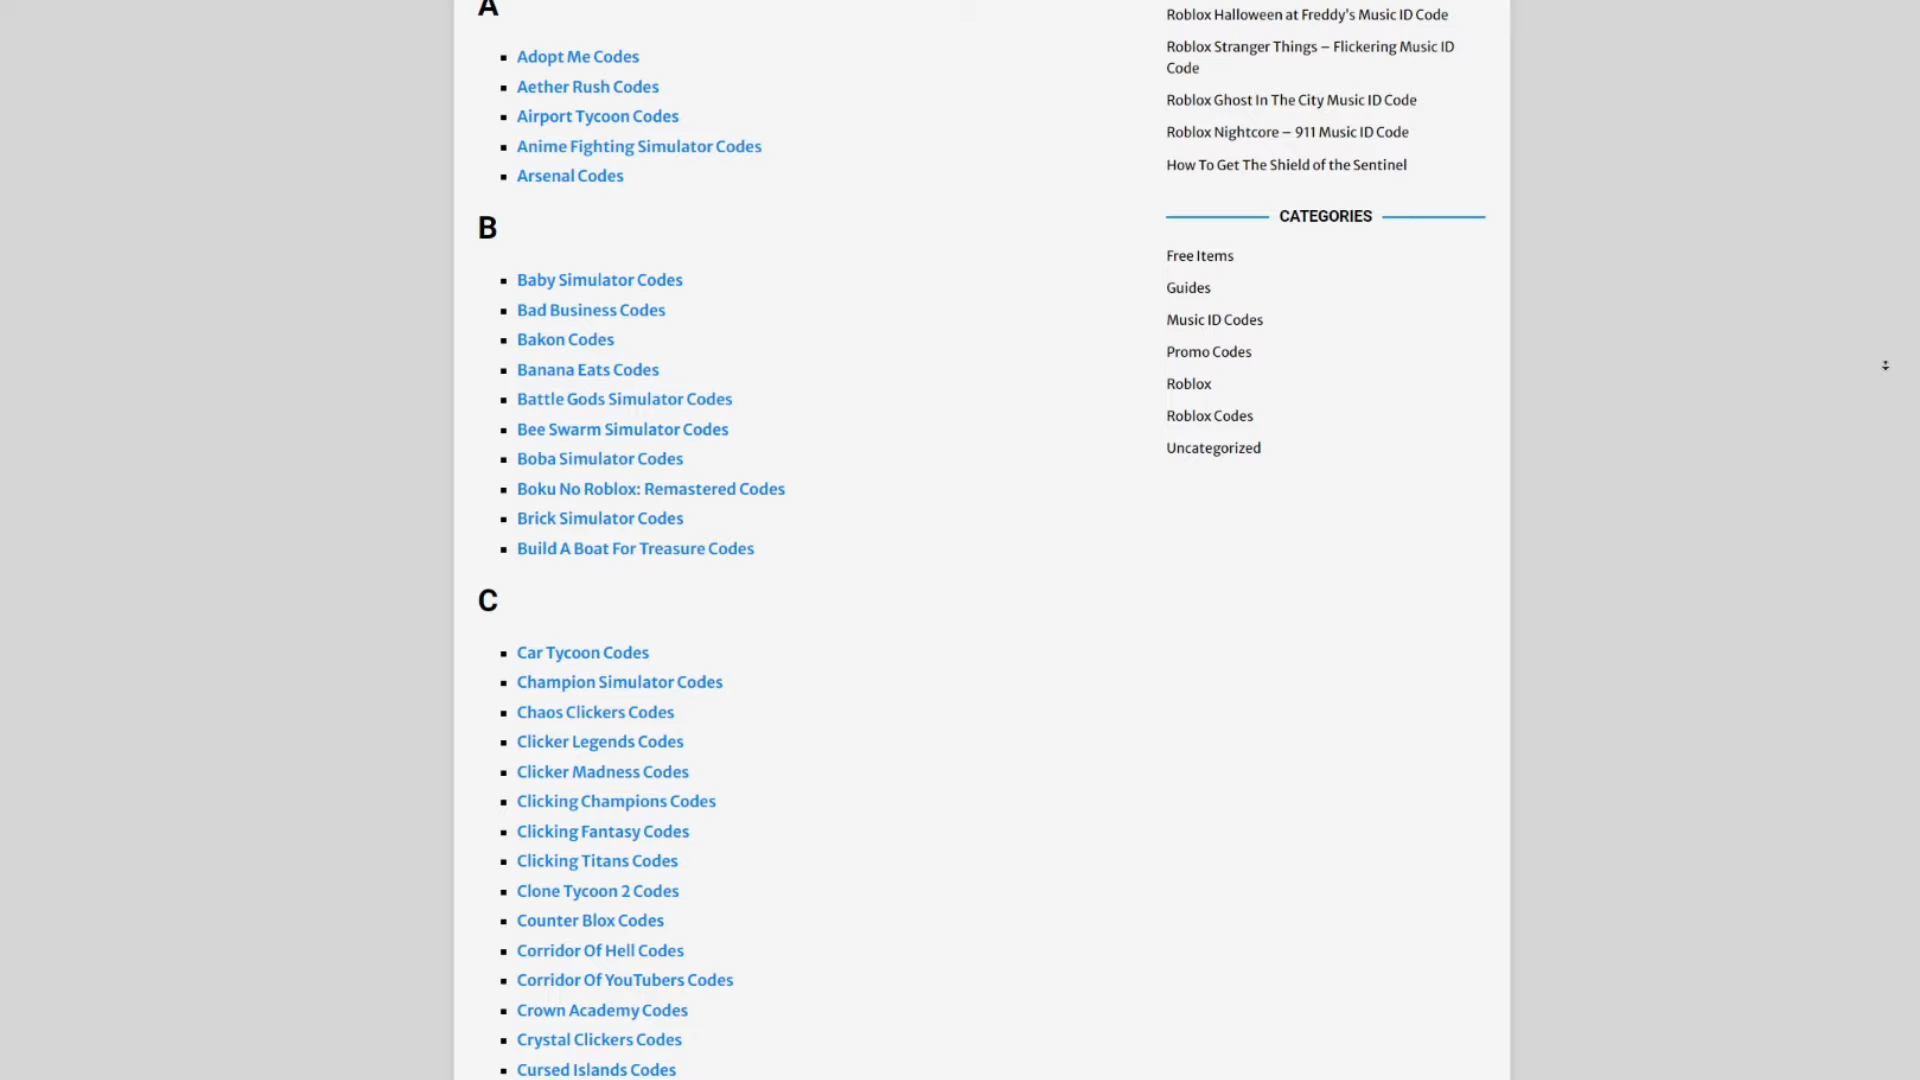 A
Adopt Me Codes
Aether Rush Codes
Airport Tycoon Codes
Anime Fighting Simulator Codes
Arsenal Codes
B
Baby Simulator Codes
Bad Business Codes
Bakon Codes
Banana Eats Codes
Battle Gods Simulator Codes
Bee Swarm Simulator Codes
Boba Simulator Codes
Boku No Roblox: Remastered Codes
Brick Simulator Codes
Build A Boat For Treasure Codes
C
Car Tycoon Codes
Champion Simulator Codes
Chaos Clickers Codes
Clicker Legends Codes
Clicker Madness Codes
Clicking Champions Codes
Clicking Fantasy Codes
Clicking Titans Codes
Clone Tycoon 2 Codes
Counter Blox Codes
Corridor Of Hell Codes
Corridor Of YouTubers Codes
Crown Academy Codes
Crystal Clickers Codes
Cursed Islands Codes
Roblox Halloween at Freddy's Music ID Code
Roblox Stranger Things – Flickering Music ID
Code
Roblox Ghost In The City Music ID Code
Roblox Nightcore – 911 Music ID Code
How To Get The Shield of the Sentinel
CATEGORIES
Free Items
Guides
Music ID Codes
Promo Codes
Roblox
Roblox Codes
Uncategorized